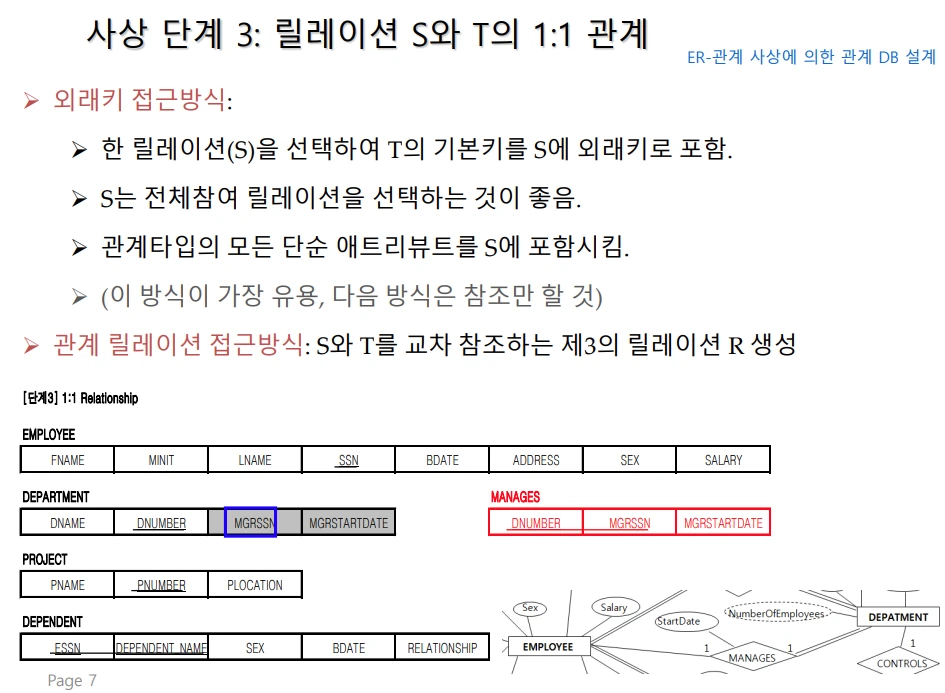 사상 단계 3: 릴레이션 S와 T의 1:1 관계
ER-관계 사상에 의한 관계 DB 설계
➢ 외래키 접근방식:
➢ 한 릴레이션(S)을 선택하여 T의 기본키를 S에 외래키로 포함.
➢ S는 전체참여 릴레이션을 선택하는 것이 좋음.
➢ 관계타입의 모든 단순 애트리뷰트를 S에 포함시킴.
➢ (이 방식이 가장 유용, 다음 방식은 참조만 할 것)
➢ 관계 릴레이션 접근방식: S와 T를 교차 참조하는 제3의 릴레이션 R 생성
[단계3] 1:1 Relationship
EMPLOYEE
FNAME MINIT LNAME SSN BDATE ADDRESS SEX SALARY
DEPARTMENT
DNAME DNUMBER MGRSSN MGRSTARTDATE
MANAGES
DNUMBER MGRSSN MGRSTARTDATE
PROJECT
PNAME PNUMBER PLOCATION
DEPENDENT
ESSN DEPENDENT_NAME SEX BDATE RELATIONSHIP
Sex
Salary
StartDate
NumberOfEmployees
DEPATMENT
EMPLOYEE
1
MANAGES
1
1
CONTROLS
Page 7